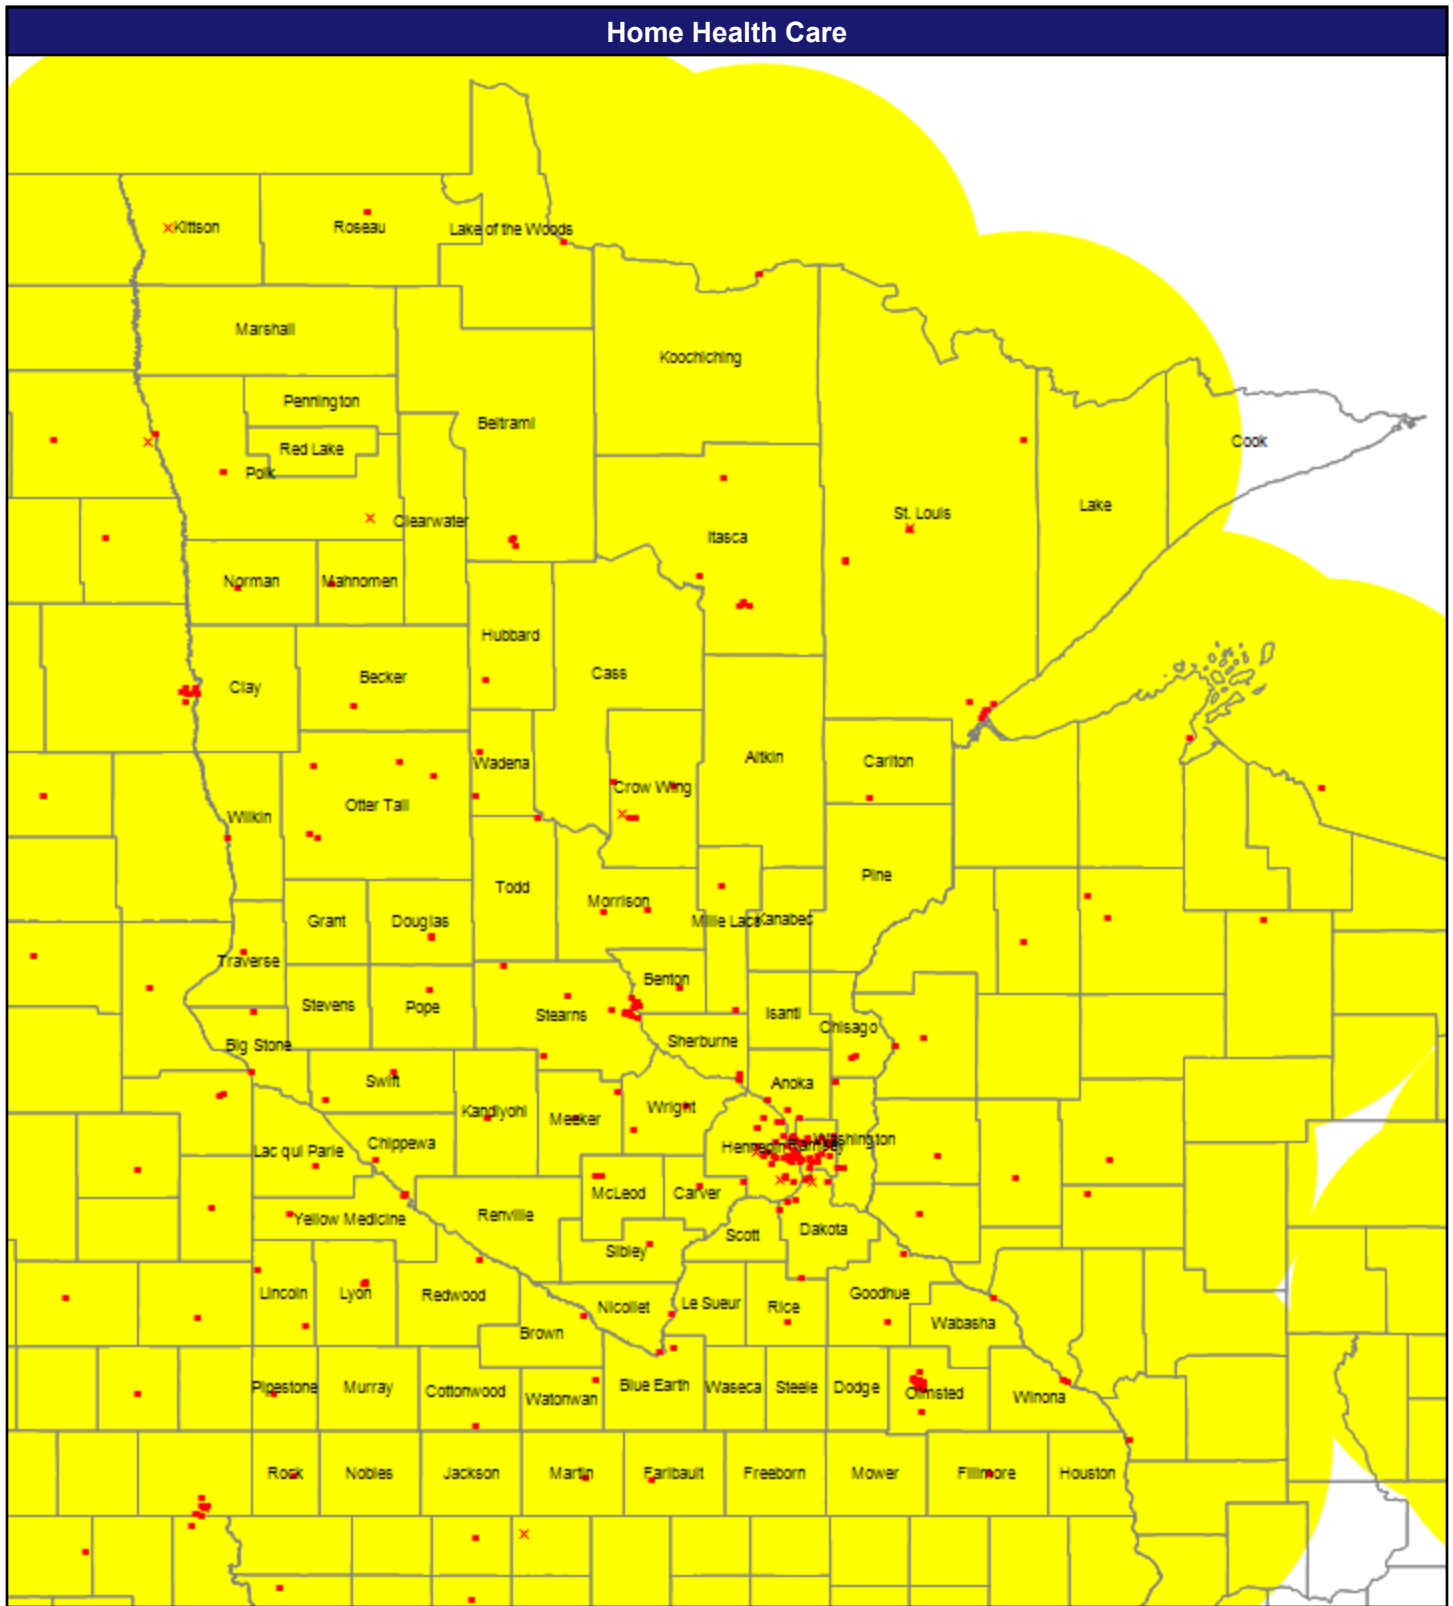 Home Health Care
Kittson
Roseau
Lake of the Woods
Marshall
Koochiching
Pennington
Beltrami
Red Lake
Cook
Polk
Lake
St. Louis
Clearwater
Itasca
Norman
Mahnomen
Hubbard
Cass
Becker
Clay
Wadena
Aitkin
Carlton
Crow Wing
Otter Tail
Wilkin
Pine
Todd
Morrison
Grant
Douglas
Mille Lacs
Kanabec
Traverse
Benton
Stevens
Pope
Stearns
Isanti
Chisago
Big Stone
Sherburne
Swift
Anoka
Kandiyohi
Meeker
Wright
Washington
Chippewa
Hennepin
Ramsey
Lac qui Parle
McLeod
Carver
Yellow Medicine
Renville
Dakota
Scott
Sibley
Lincoln
Lyon
Redwood
Goodhue
Nicollet
Le Sueur
Rice
Wabasha
Brown
Pipestone
Murray
Cottonwood
Watonwan
Blue Earth
Waseca
Steele
Dodge
Olmsted
Winona
Rock
Nobles
Jackson
Martin
Faribault
Freeborn
Mower
Fillmore
Houston